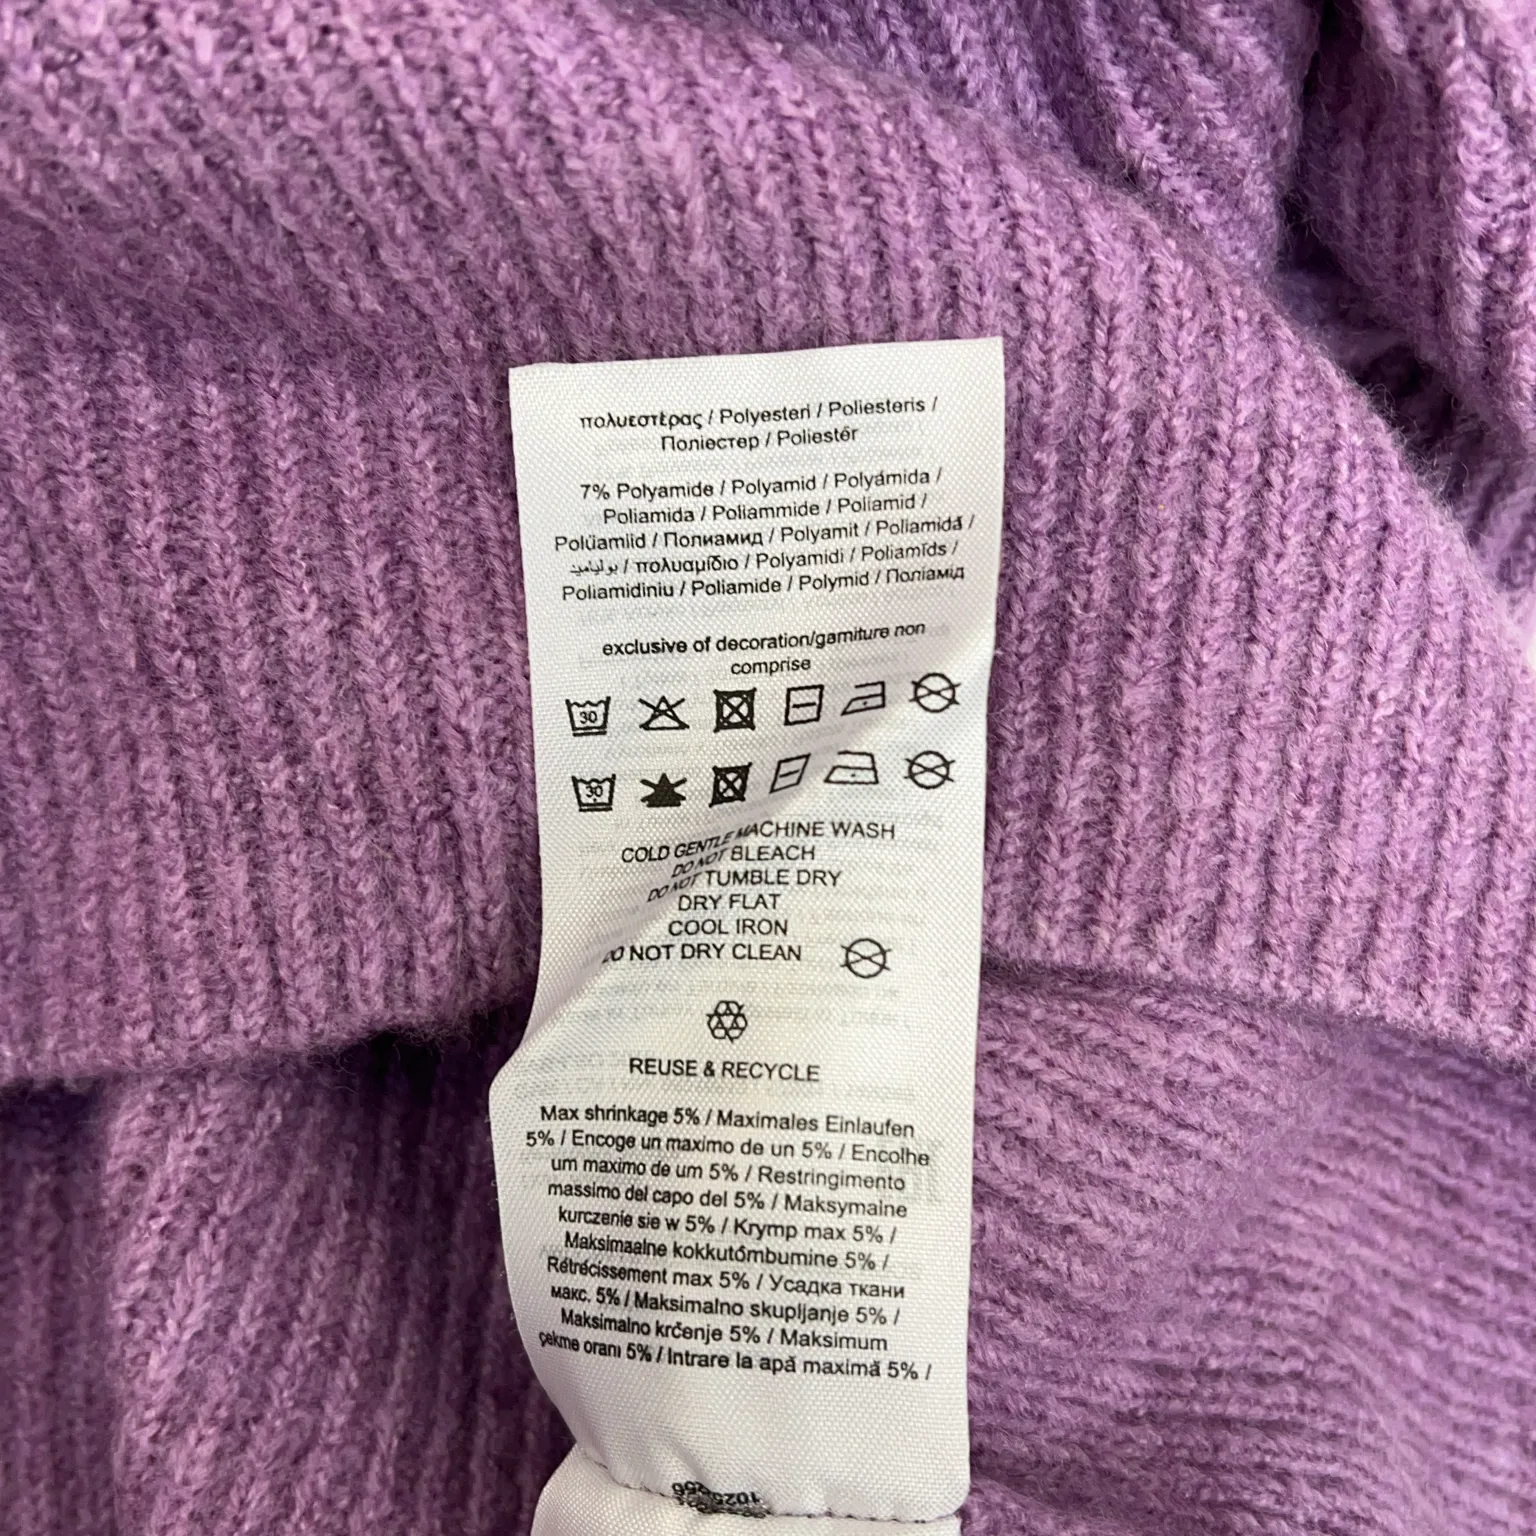 πολυεστέρας / Polyesteri / Poliesteris /
Поліестер / Poliestér
7% Polyamide / Polyamid / Polyámida /
Poliamida / Poliammide / Poliamid /
Polüamiid / Полиамид / Polyamit / Poliamidă /
بولياميد / πολυαμίδιο / Polyamidi / Poliamīds /
Poliamidiniu / Poliamide / Polymid / Поліамід
exclusive of decoration/garniture non
comprise
30
30
COLD GENTLE MACHINE WASH
DO NOT BLEACH
DO NOT TUMBLE DRY
DRY FLAT
COOL IRON
DO NOT DRY CLEAN
REUSE & RECYCLE
Max shrinkage 5% / Maximales Einlaufen
5% / Encoge un maximo de un 5% / Encolhe
um maximo de um 5% / Restringimento
massimo del capo del 5% / Maksymalne
kurczenie sie w 5% / Krymp max 5% /
Maksimaalne kokkutõmbumine 5% /
Rétrécissement max 5% / Усадка ткани
макс. 5% / Maksimalno skupljanje 5% /
Maksimalno krčenje 5% / Maksimum
çekme oranı 5% / Intrare la apă maximă 5% /